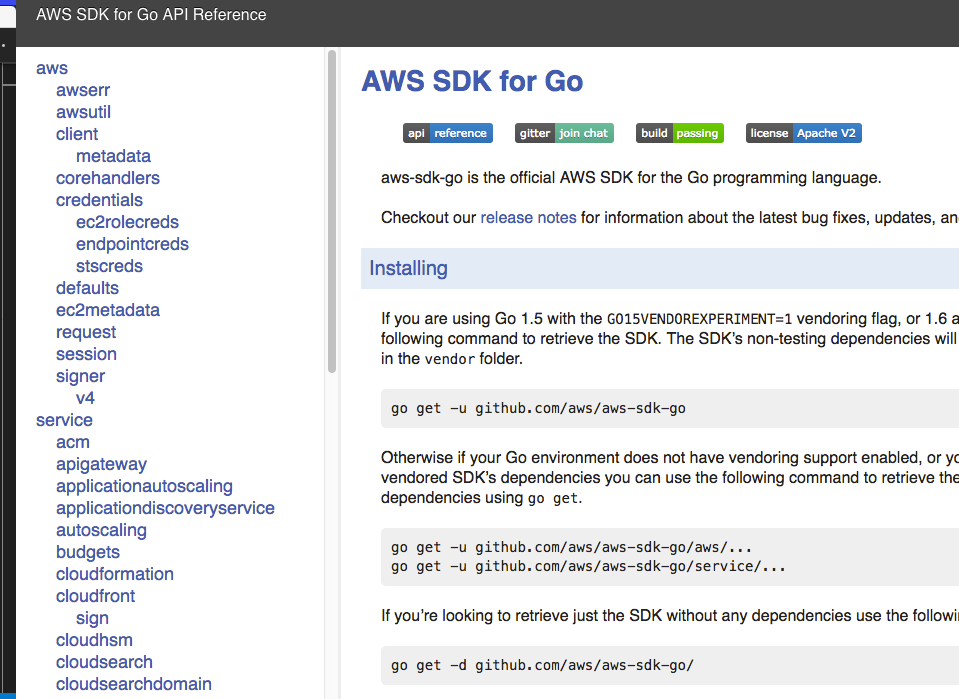 AWS SDK for Go API Reference
aws
awserr
awsutil
client
metadata
corehandlers
credentials
ec2rolecreds
endpointcreds
stscreds
defaults
ec2metadata
request
session
signer
v4
service
acm
apigateway
applicationautoscaling
applicationdiscoveryservice
autoscaling
budgets
cloudformation
cloudfront
sign
cloudhsm
cloudsearch
cloudsearchdomain
AWS SDK for Go
api reference gitter join chat build passing license Apache V2
aws-sdk-go is the official AWS SDK for the Go programming language.
Checkout our release notes for information about the latest bug fixes, updates, an
Installing
If you are using Go 1.5 with the GO15VENDOREXPERIMENT=1 vendoring flag, or 1.6 a
following command to retrieve the SDK. The SDK's non-testing dependencies will
in the vendor folder.
go get -u github.com/aws/aws-sdk-go
Otherwise if your Go environment does not have vendoring support enabled, or yo
vendored SDK's dependencies you can use the following command to retrieve the
dependencies using go get.
go get -u github.com/aws/aws-sdk-go/aws/...
go get -u github.com/aws/aws-sdk-go/service/...
If you're looking to retrieve just the SDK without any dependencies use the followi
go get -d github.com/aws/aws-sdk-go/